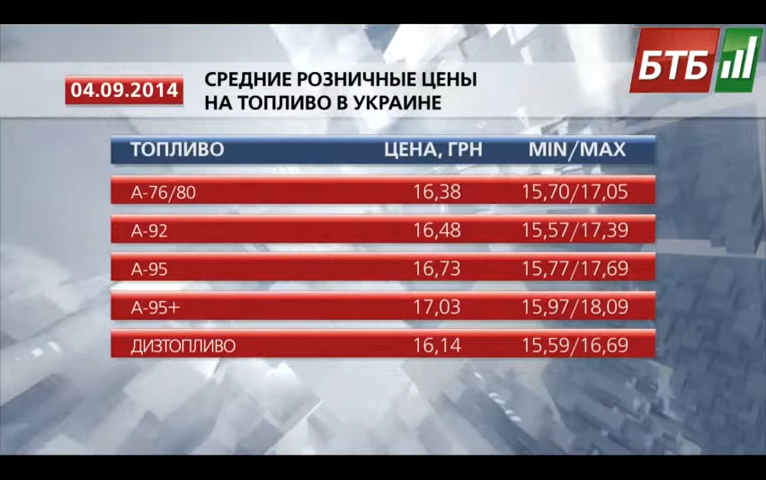 БТБ
04.09.2014
СРЕДНИЕ РОЗНИЧНЫЕ ЦЕНЫ
НА ТОПЛИВО В УКРАИНЕ
ТОПЛИВО ЦЕНА, ГРН MIN/MAX
А-76/80 16,38 15,70/17,05
А-92 16,48 15,57/17,39
А-95 16,73 15,77/17,69
А-95+ 17,03 15,97/18,09
ДИЗТОПЛИВО 16,14 15,59/16,69